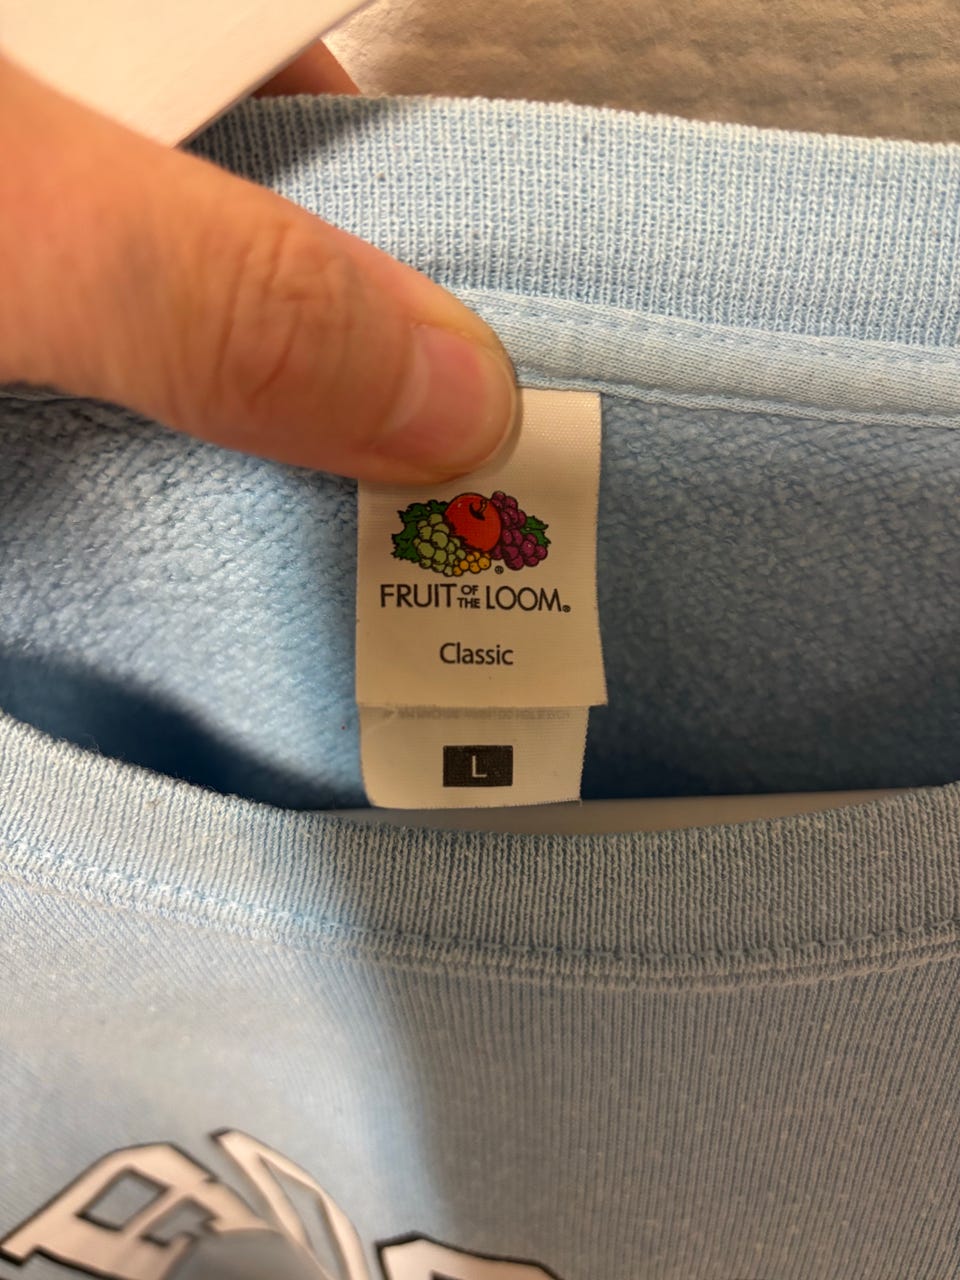 FRUIT OF THE LOOM®
Classic
L